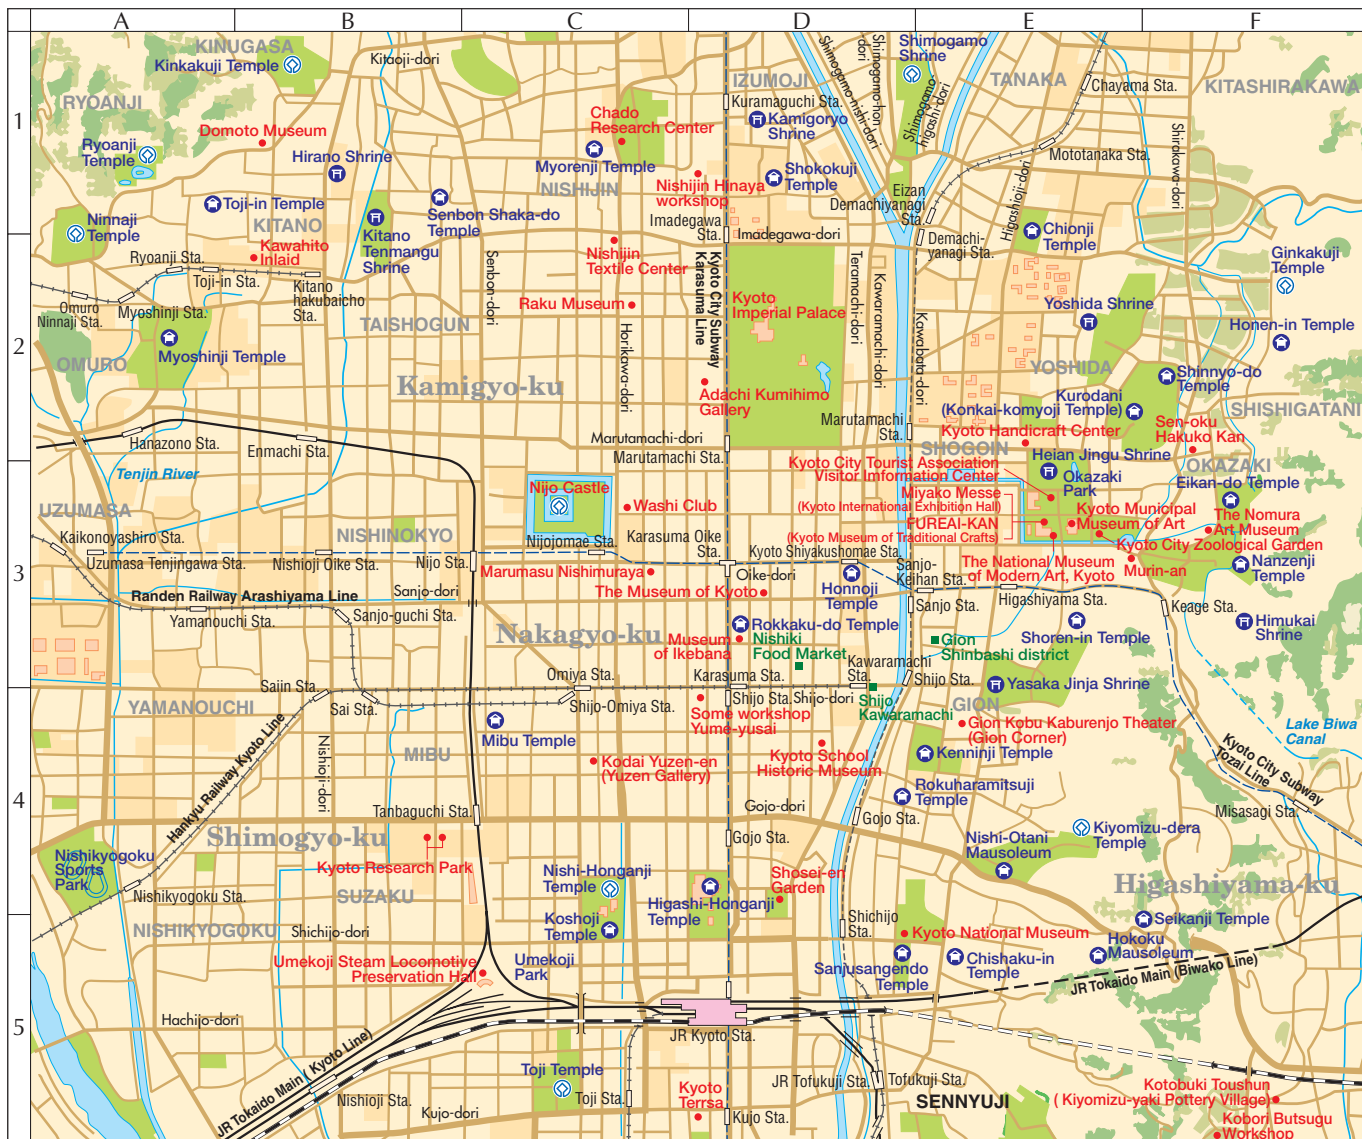 A
B
C
D
E
F
1
2
3
4
5
KINUGASA
Kinkakuji Temple
Kitaoji-dori
RYOANJI
Ryoanji
Temple
Domoto Museum
Hirano Shrine
Toji-in Temple
KITANO
Ninnaji
Temple
Kawahito
Inlaid
Kitano
Tenmangu
Shrine
Senbon Shaka-do
Temple
Chado
Research Center
Myorenji Temple
NISHIJIN
Nishijin Hinaya
workshop
Imadegawa
Sta.
Imadegawa-dori
IZUMOJI
Kuramaguchi Sta.
Kamigoryo
Shrine
Shokokuji
Temple
Shimogamo-nishi-dori
Shimogamo-hon-
dori
Shimogamo
Shrine
Shimogamo-
higashi-dori
TANAKA
Chayama Sta.
KITASHIRAKAWA
Mototanaka Sta.
Shirakawa-dori
Higashioji-dori
Eizan
Demachiyanagi
Sta.
Demachi-
yanagi Sta.
Chionji
Temple
Ginkakuji
Temple
Ryoanji Sta.
Toji-in Sta.
Omuro
Ninnaji Sta.
Myoshinji Sta.
Kitano
hakubaicho
Sta.
Myoshinji Temple
OMURO
TAISHOGUN
Senbon-dori
Nishijin
Textile Center
Raku Museum
Horikawa-dori
Kyoto City Subway
Karasuma Line
Kyoto
Imperial Palace
Teramachi-dori
Kawaramachi-dori
Kawabata-dori
Yoshida Shrine
YOSHIDA
Honen-in Temple
Shinnyo-do
Temple
Kurodani
(Konkai-komyoji Temple)
SHISHIGATANI
Kamigyo-ku
Adachi Kumihimo
Gallery
Marutamachi
Sta.
Marutamachi-dori
Marutamachi Sta.
Hanazono Sta.
Enmachi Sta.
Tenjin River
Kyoto Handicraft Center
SHOGOIN
Sen-oku
Hakuko Kan
Heian Jingu Shrine
OKAZAKI
Okazaki
Park
Eikan-do Temple
Kyoto City Tourist Association
Visitor Imformation Center
Miyako Messe
(Kyoto International Exhibition Hall)
FUREAI-KAN
(Kyoto Museum of Traditional Crafts)
Kyoto Municipal
Museum of Art
The Nomura
Art Museum
Kyoto City Zoological Garden
The National Museum
of Modern Art, Kyoto
Murin-an
Nanzenji
Temple
UZUMASA
Kaikonoyashiro Sta.
NISHINOKYO
Nijo Castle
Washi Club
Nijojomae Sta.
Karasuma Oike
Sta.
Kyoto Shiyakushomae Sta.
Uzumasa Tenjingawa Sta.
Nishioji Oike Sta.
Nijo Sta.
Marumasu Nishimuraya
The Museum of Kyoto
Oike-dori
Honnoji
Temple
Sanjo-
Keihan Sta.
Sanjo Sta.
Higashiyama Sta.
Keage Sta.
Randen Railway Arashiyama Line
Sanjo-dori
Yamanouchi Sta.
Sanjo-guchi Sta.
Nakagyo-ku
Rokkaku-do Temple
Museum
of Ikebana
Nishiki
Food Market
Gion
Shinbashi district
Shoren-in Temple
Himukai
Shrine
Omiya Sta.
Karasuma Sta.
Kawaramachi
Sta.
Shijo Sta.
Yasaka Jinja Shrine
Saiin Sta.
Sai Sta.
Shijo-Omiya Sta.
Shijo Sta.
Shijo-dori
Shijo
Kawaramachi
GION
YAMANOUCHI
Mibu Temple
Some workshop
Yume-yusai
Gion Kobu Kaburenjo Theater
(Gion Corner)
Kenninji Temple
Lake Biwa
Canal
Hankyu Railway Kyoto Line
Nishioji-dori
MIBU
Kodai Yuzen-en
(Yuzen Gallery)
Kyoto School
Historic Museum
Rokuharamitsuji
Temple
Kyoto City Subway
Tozai Line
Tanbaguchi Sta.
Gojo-dori
Gojo Sta.
Gojo Sta.
Misasagi Sta.
Shimogyo-ku
Nishi-Otani
Mausoleum
Kiyomizu-dera
Temple
Nishikyogoku
Sports
Park
Nishikyogoku Sta.
Kyoto Research Park
SUZAKU
Nishi-Honganji
Temple
Higashi-Honganji
Temple
Shosei-en
Garden
Higashiyama-ku
NISHIKYOGOKU
Shichijo-dori
Koshoji
Temple
Shichijo
Sta.
Kyoto National Museum
Seikanji Temple
Umekoji Steam Locomotive
Preservation Hall
Umekoji
Park
Sanjusangendo
Temple
Chishaku-in
Temple
Hokoku
Mausoleum
JR Tokaido Main (Biwako Line)
Hachijo-dori
JR Tokaido Main ( Kyoto Line)
JR Kyoto Sta.
Toji Temple
Toji Sta.
Nishioji Sta.
Kujo-dori
Kyoto
Terrsa
Kujo Sta.
JR Tofukuji Sta.
Tofukuji Sta.
SENNYUJI
Kotobuki Toushun
( Kiyomizu-yaki Pottery Village)
Kobori Butsugu
Workshop